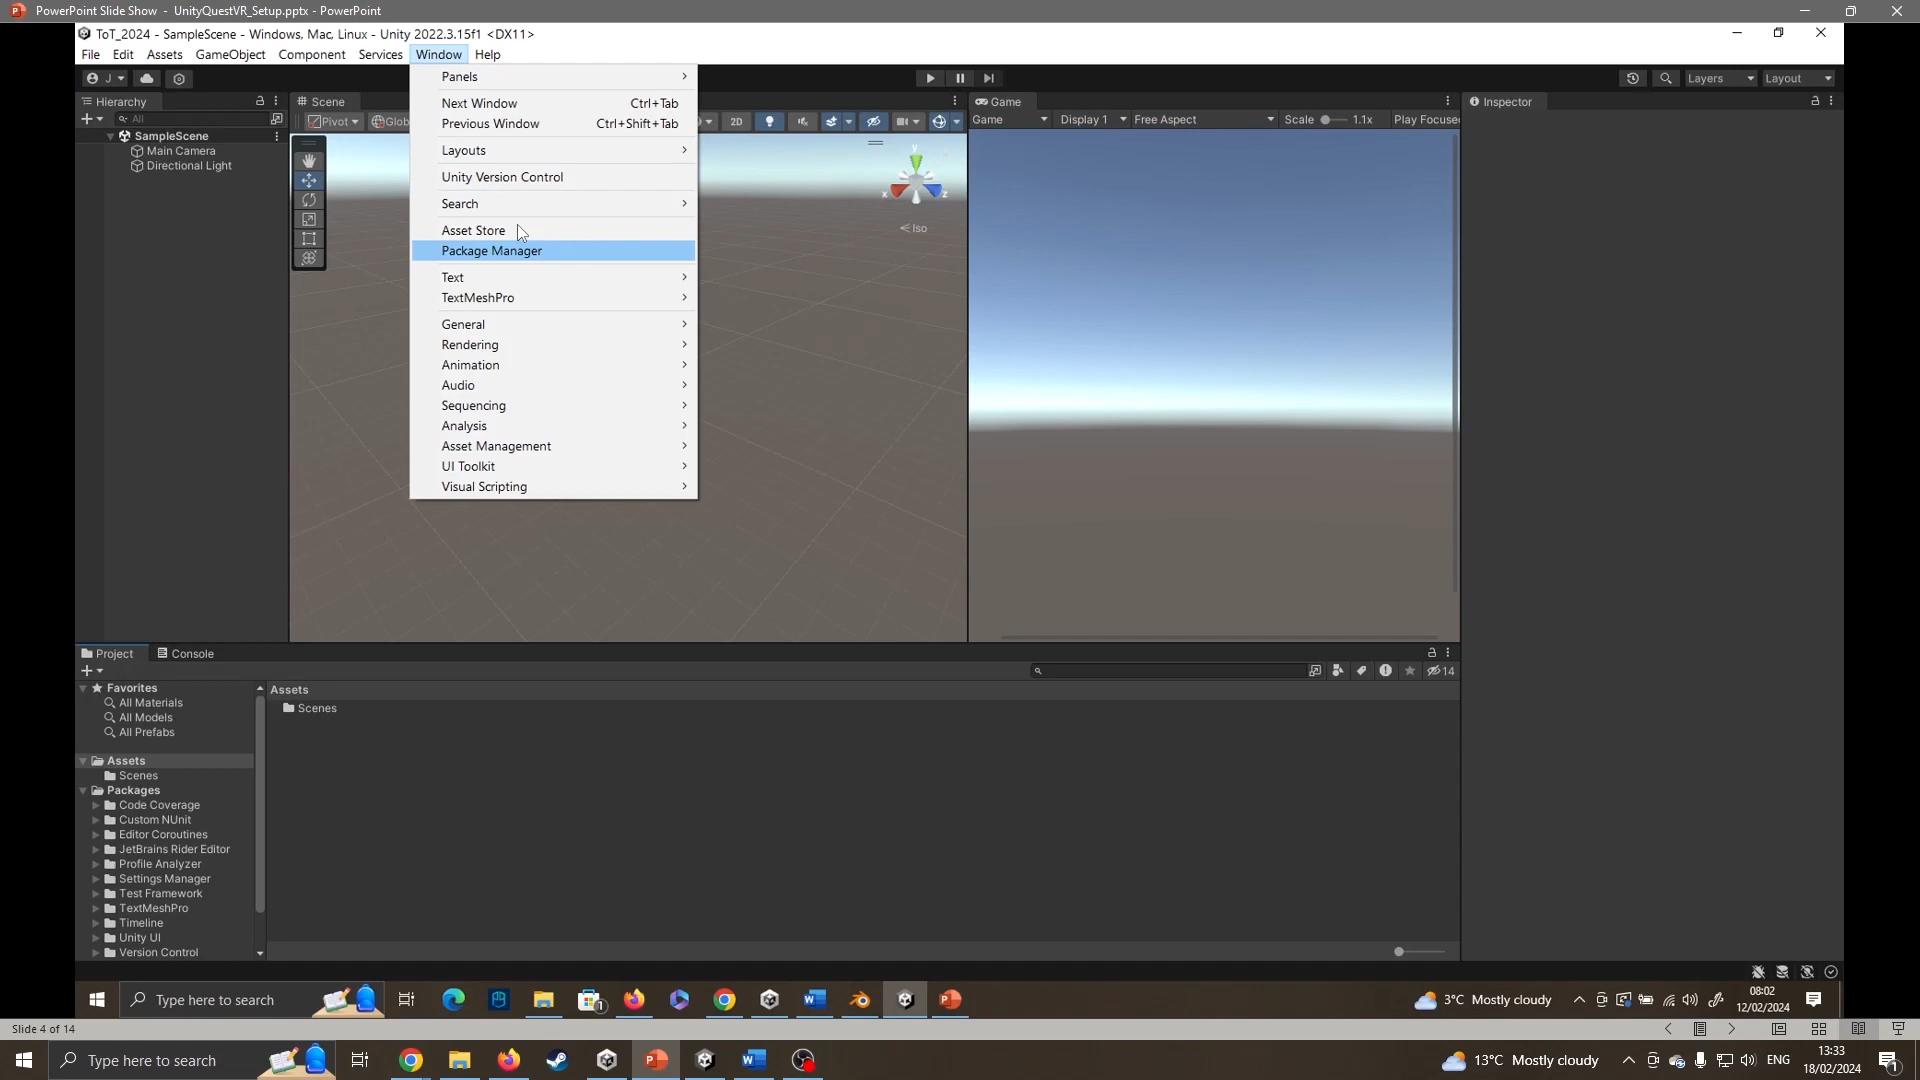 PowerPoint Slide Show - UnityQuestVR_Setup.pptx - PowerPoint
ToT_2024 - SampleScene - Windows, Mac, Linux - Unity 2022.3.15f1 <DX11>
File Edit Assets GameObject Component Services Window Help
J
Layers
Layout
Hierarchy
All
SampleScene
Main Camera
Directional Light
Scene
Pivot
Glob
2D
y
x
z
Iso
Panels
Next Window Ctrl+Tab
Previous Window Ctrl+Shift+Tab
Layouts
Unity Version Control
Search
Asset Store
Package Manager
Text
TextMeshPro
General
Rendering
Animation
Audio
Sequencing
Analysis
Asset Management
UI Toolkit
Visual Scripting
Game
Game Display 1 Free Aspect Scale 1.1x Play Focuse
Inspector
Project Console
14
Favorites
All Materials
All Models
All Prefabs
Assets
Scenes
Packages
Code Coverage
Custom NUnit
Editor Coroutines
JetBrains Rider Editor
Profile Analyzer
Settings Manager
Test Framework
TextMeshPro
Timeline
Unity UI
Version Control
Assets
Scenes
Type here to search
1
3°C Mostly cloudy
08:02
12/02/2024
Slide 4 of 14
Type here to search
13°C Mostly cloudy
ENG
13:33
18/02/2024
1